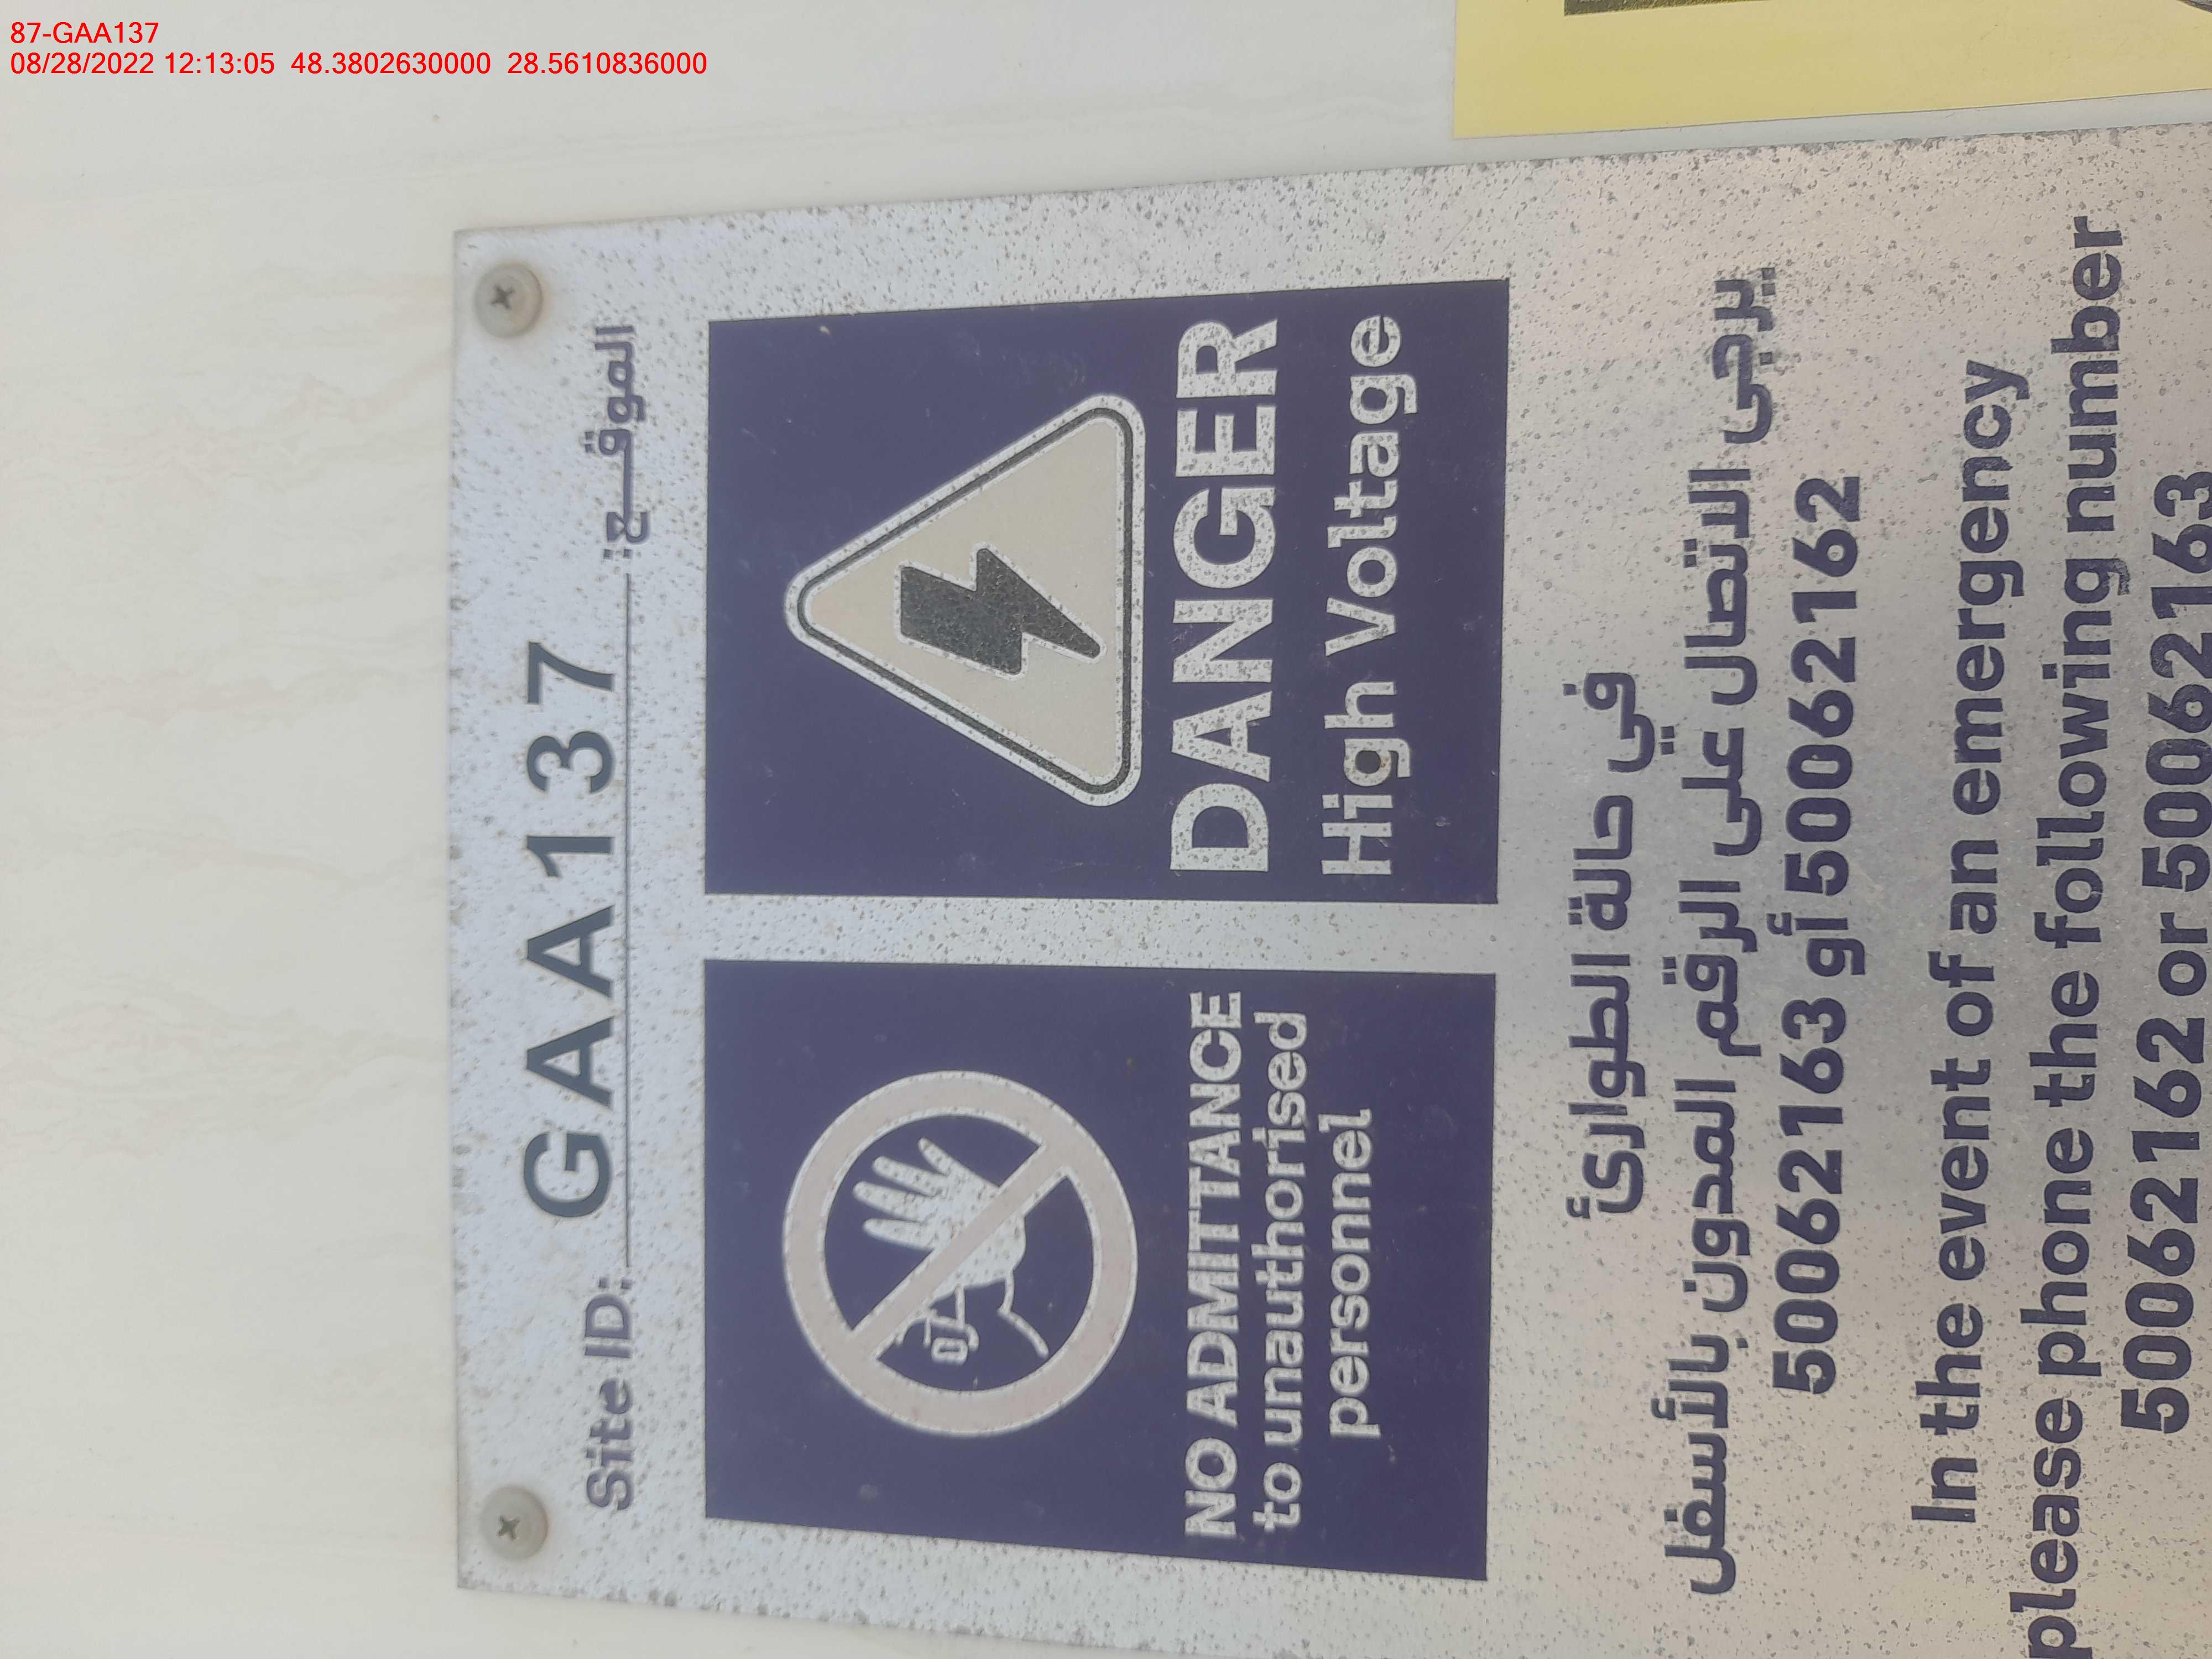 87-GAA137
08/28/2022 12:13:05 48.3802630000 28.5610836000
Site ID: GAA137 الموقع:
NO ADMITTANCE
to unauthorised
personnel
DANGER
High Voltage
في حالة الطوارئ
يرجى الاتصال على الرقم المدون بالأسفل
50062162 أو 50062163
In the event of an emergency
please phone the following number
50062162 or 50062163